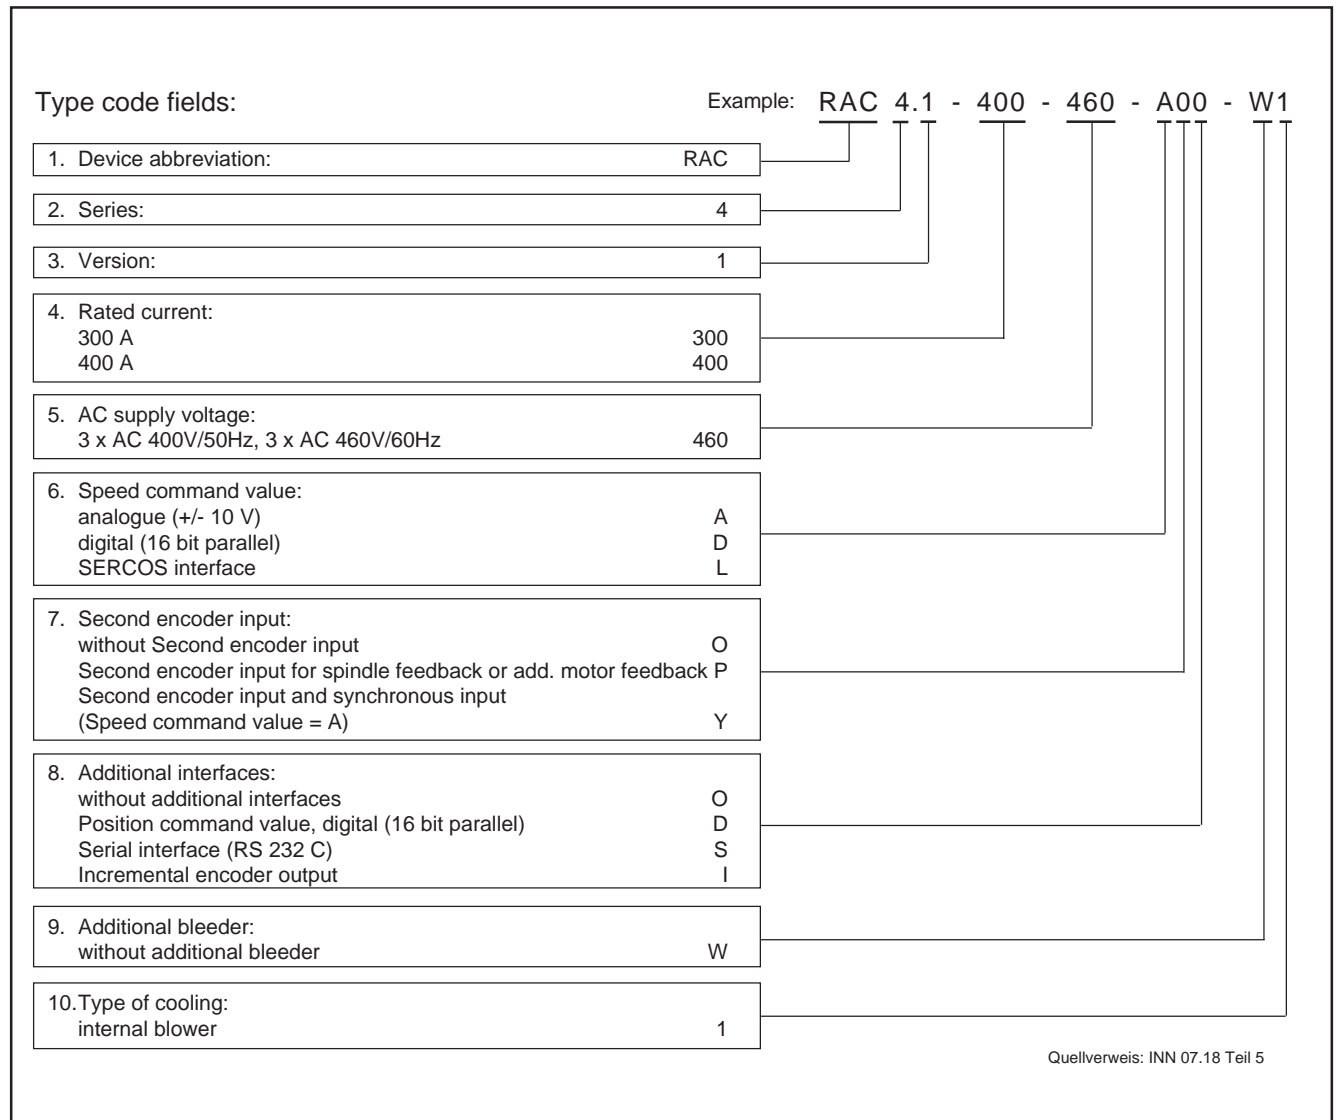 Type code fields: Example: RAC 4.1 - 400 - 460 - A00 - W1
1. Device abbreviation: RAC
2. Series: 4
3. Version: 1
4. Rated current:
300 A 300
400 A 400
5. AC supply voltage:
3 x AC 400V/50Hz, 3 x AC 460V/60Hz 460
6. Speed command value:
analogue (+/- 10 V) A
digital (16 bit parallel) D
SERCOS interface L
7. Second encoder input:
without Second encoder input O
Second encoder input for spindle feedback or add. motor feedback P
Second encoder input and synchronous input
(Speed command value = A) Y
8. Additional interfaces:
without additional interfaces O
Position command value, digital (16 bit parallel) D
Serial interface (RS 232 C) S
Incremental encoder output I
9. Additional bleeder:
without additional bleeder W
10.Type of cooling:
internal blower 1
Quellverweis: INN 07.18 Teil 5